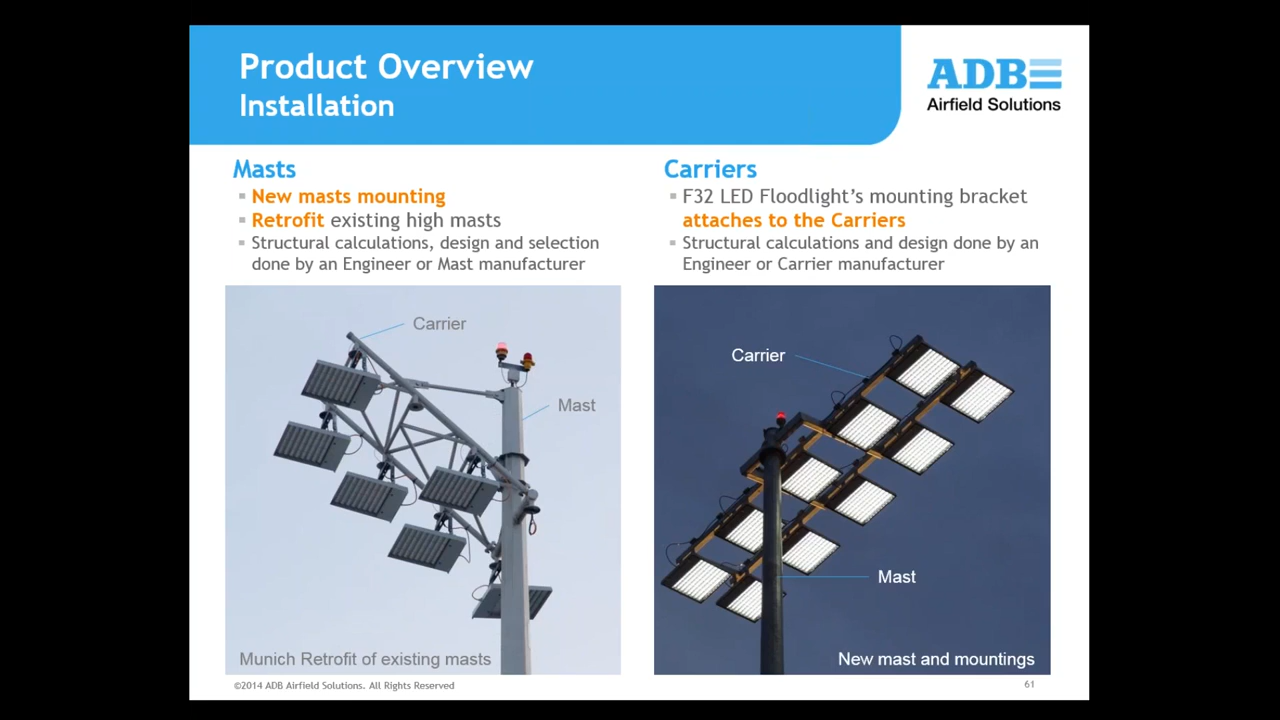 Product Overview
Installation
ADB
Airfield Solutions
Masts
New masts mounting
Retrofit existing high masts
Structural calculations, design and selection
done by an Engineer or Mast manufacturer
Carriers
F32 LED Floodlight's mounting bracket
attaches to the Carriers
Structural calculations and design done by an
Engineer or Carrier manufacturer
Carrier
Mast
Munich Retrofit of existing masts
Carrier
Mast
New mast and mountings
©2014 ADB Airfield Solutions. All Rights Reserved
61